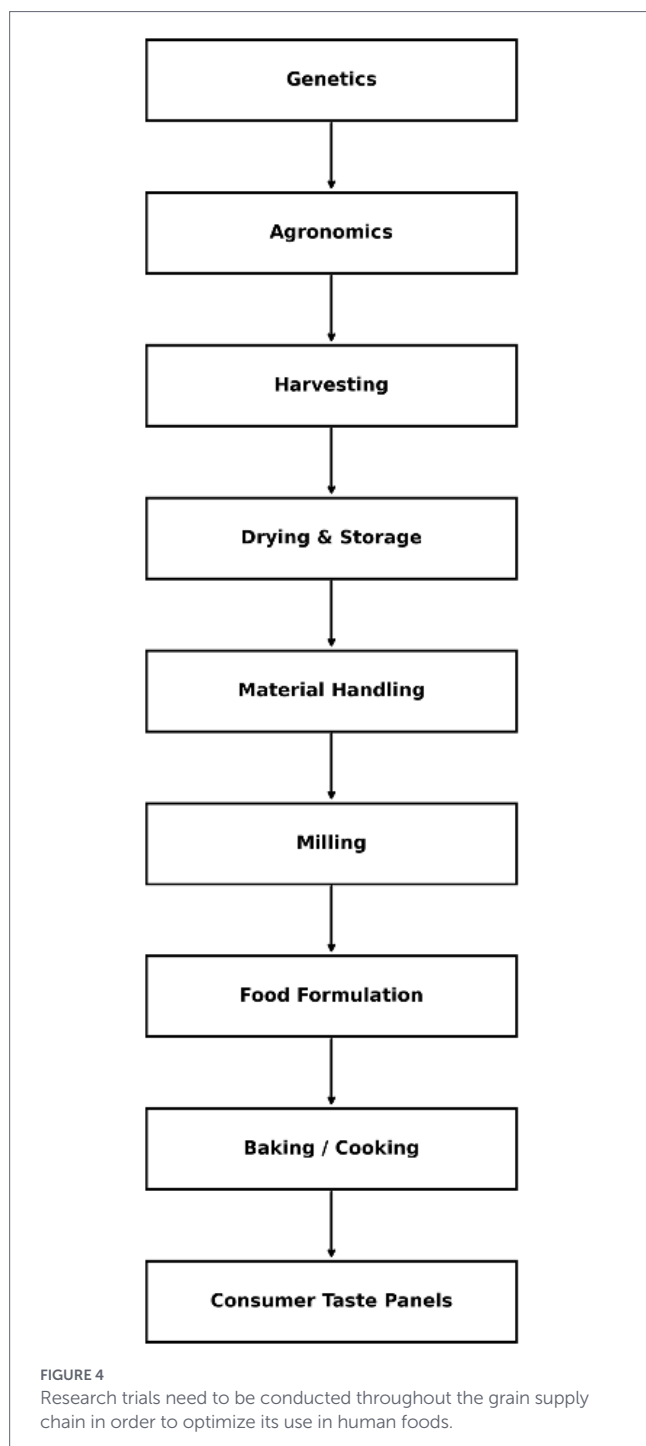 Genetics
Agronomics
Harvesting
Drying & Storage
Material Handling
Milling
Food Formulation
Baking / Cooking
Consumer Taste Panels
FIGURE 4
Research trials need to be conducted throughout the grain supply
chain in order to optimize its use in human foods.